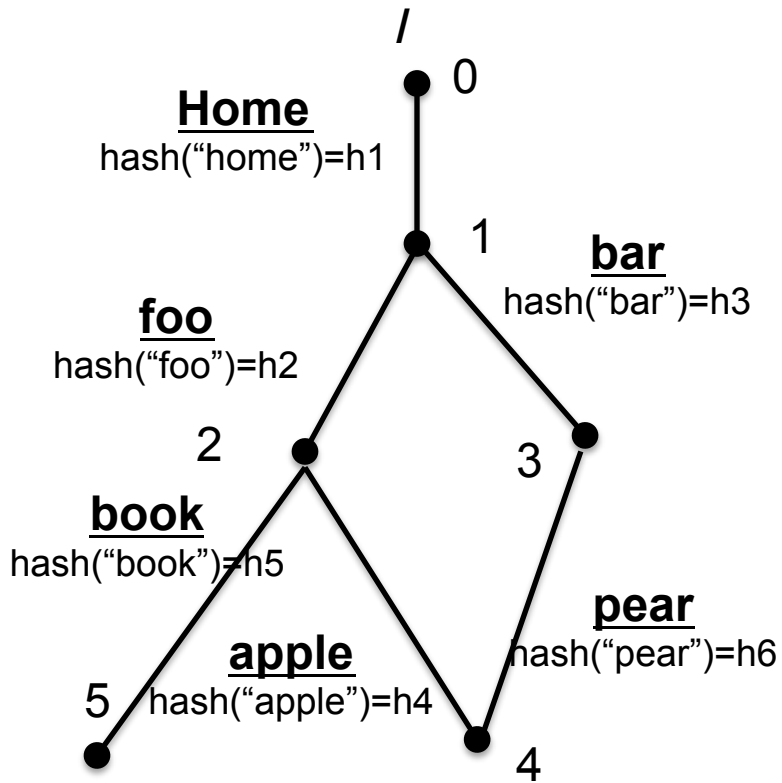 /
0
Home
hash(“home”)=h1
1
bar
hash(“bar”)=h3
foo
hash(“foo”)=h2
2
3
book
hash(“book”)=h5
pear
hash(“pear”)=h6
apple
hash(“apple”)=h4
5
4